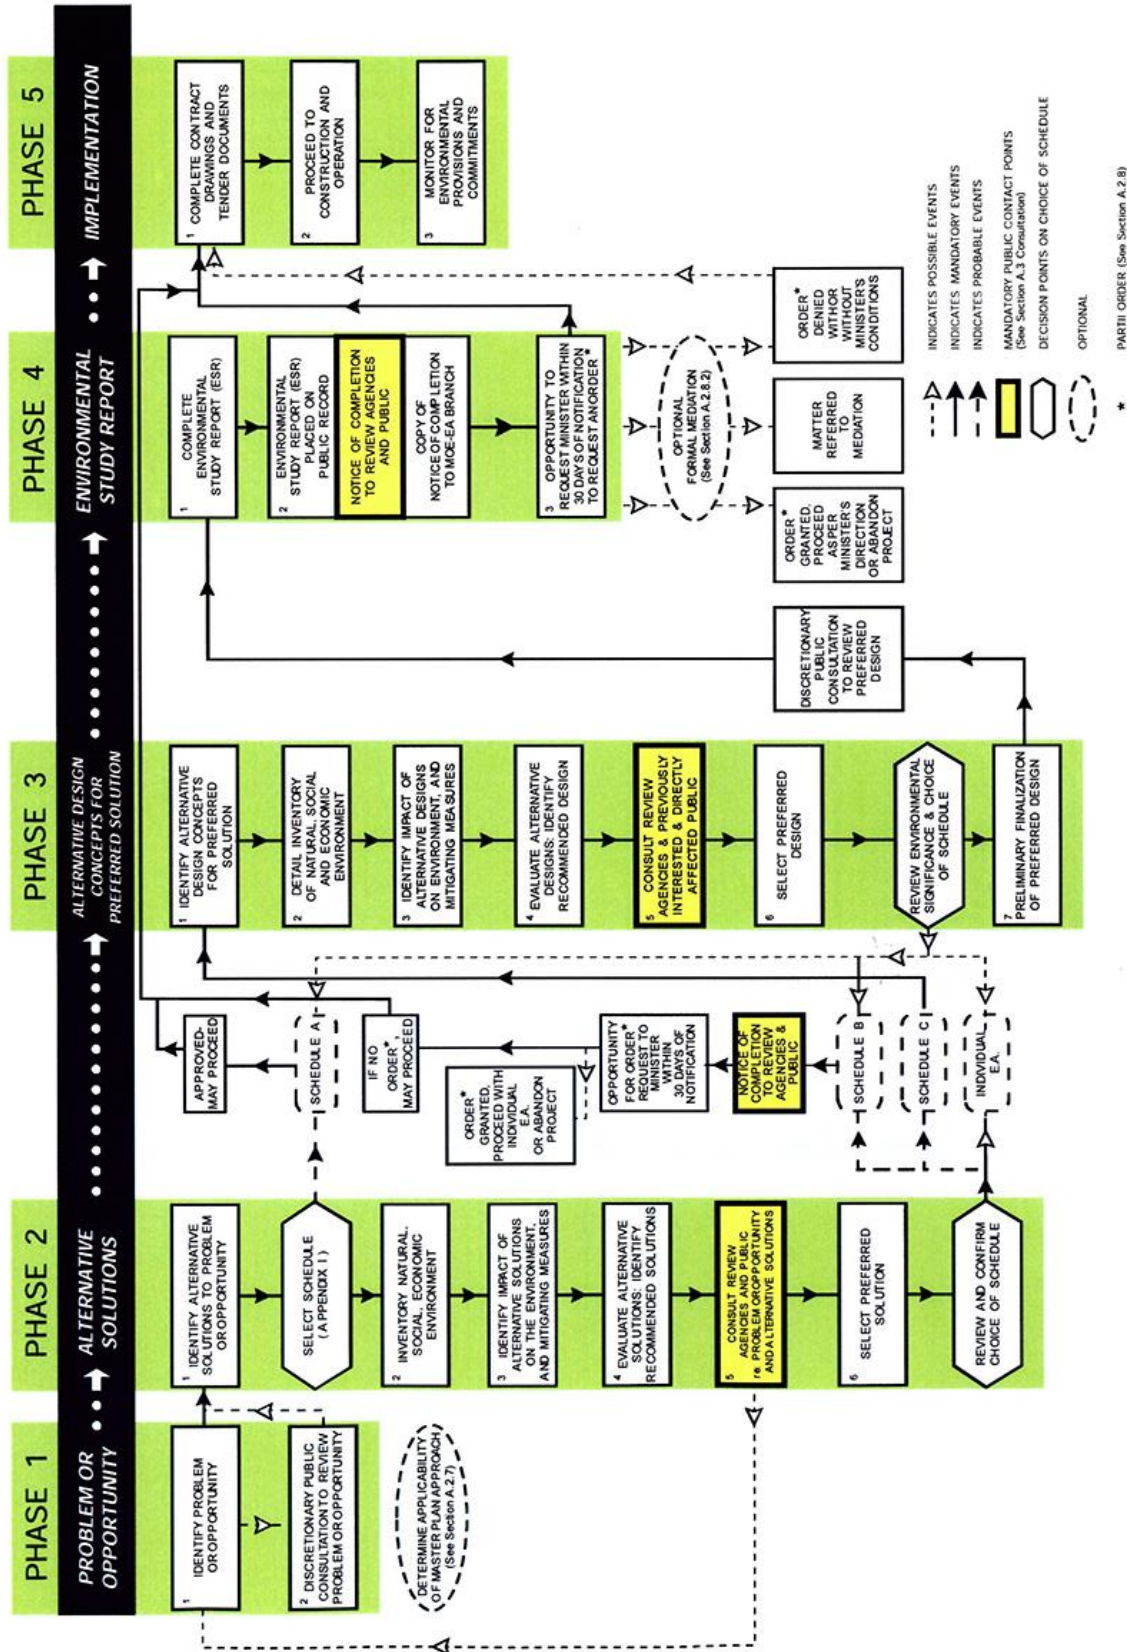 PHASE 1
PROBLEM OR
OPPORTUNITY
1 IDENTIFY PROBLEM
OR OPPORTUNITY
2 DISCRETIONARY PUBLIC
CONSULTATION TO REVIEW
PROBLEM OR OPPORTUNITY
DETERMINE APPLICABILITY
OF MASTER PLAN APPROACH
(See Section A.2.7)
PHASE 2
ALTERNATIVE
SOLUTIONS
1 IDENTIFY ALTERNATIVE
SOLUTIONS TO PROBLEM
OR OPPORTUNITY
SELECT SCHEDULE
(APPENDIX I)
2 INVENTORY NATURAL,
SOCIAL, ECONOMIC
ENVIRONMENT
3 IDENTIFY IMPACT OF
ALTERNATIVE SOLUTIONS
ON THE ENVIRONMENT,
AND MITIGATING MEASURES
4 EVALUATE ALTERNATIVE
SOLUTIONS: IDENTIFY
RECOMMENDED SOLUTIONS
5 CONSULT REVIEW
AGENCIES AND PUBLIC
re: PROBLEM OR OPPORTUNITY
AND ALTERNATIVE SOLUTIONS
6 SELECT PREFERRED
SOLUTION
REVIEW AND CONFIRM
CHOICE OF SCHEDULE
APPROVED-
MAY PROCEED
SCHEDULE A
IF NO
ORDER*,
MAY PROCEED
ORDER*
GRANTED,
PROCEED WITH
INDIVIDUAL
E.A.
OR ABANDON
PROJECT
OPPORTUNITY
FOR ORDER*
REQUEST TO
MINISTER
WITHIN
30 DAYS OF
NOTIFICATION
NOTICE OF
COMPLETION
TO REVIEW
AGENCIES &
PUBLIC
SCHEDULE B
SCHEDULE C
INDIVIDUAL
E.A.
PHASE 3
ALTERNATIVE DESIGN
CONCEPTS FOR
PREFERRED SOLUTION
1 IDENTIFY ALTERNATIVE
DESIGN CONCEPTS
FOR PREFERRED
SOLUTION
2 DETAIL INVENTORY
OF NATURAL, SOCIAL
AND ECONOMIC
ENVIRONMENT
3 IDENTIFY IMPACT OF
ALTERNATIVE DESIGNS
ON ENVIRONMENT, AND
MITIGATING MEASURES
4 EVALUATE ALTERNATIVE
DESIGNS: IDENTIFY
RECOMMENDED DESIGN
5 CONSULT REVIEW
AGENCIES & PREVIOUSLY
INTERESTED & DIRECTLY
AFFECTED PUBLIC
6 SELECT PREFERRED
DESIGN
REVIEW ENVIRONMENTAL
SIGNIFICANCE & CHOICE
OF SCHEDULE
7 PRELIMINARY FINALIZATION
OF PREFERRED DESIGN
DISCRETIONARY
PUBLIC
CONSULTATION
TO REVIEW
PREFERRED
DESIGN
PHASE 4
ENVIRONMENTAL
STUDY REPORT
1 COMPLETE
ENVIRONMENTAL
STUDY REPORT (ESR)
2 ENVIRONMENTAL
STUDY REPORT (ESR)
PLACED ON
PUBLIC RECORD
NOTICE OF COMPLETION
TO REVIEW AGENCIES
AND PUBLIC
COPY OF
NOTICE OF COMPLETION
TO MOE-EA BRANCH
3 OPPORTUNITY TO
REQUEST MINISTER WITHIN
30 DAYS OF NOTIFICATION
TO REQUEST AN ORDER*
OPTIONAL
FORMAL MEDIATION
(See Section A.2.8.2)
ORDER*
GRANTED,
PROCEED
AS PER
MINISTER'S
DIRECTION
OR ABANDON
PROJECT
MATTER
REFERRED
TO
MEDIATION
ORDER*
DENIED
WITH OR
WITHOUT
MINISTER'S
CONDITIONS
PHASE 5
IMPLEMENTATION
1 COMPLETE CONTRACT
DRAWINGS AND
TENDER DOCUMENTS
2 PROCEED TO
CONSTRUCTION AND
OPERATION
3 MONITOR FOR
ENVIRONMENTAL
PROVISIONS AND
COMMITMENTS
INDICATES POSSIBLE EVENTS
INDICATES MANDATORY EVENTS
INDICATES PROBABLE EVENTS
MANDATORY PUBLIC CONTACT POINTS
(See Section A.3 Consultation)
DECISION POINTS ON CHOICE OF SCHEDULE
OPTIONAL
* PART II ORDER (See Section A.2.8)